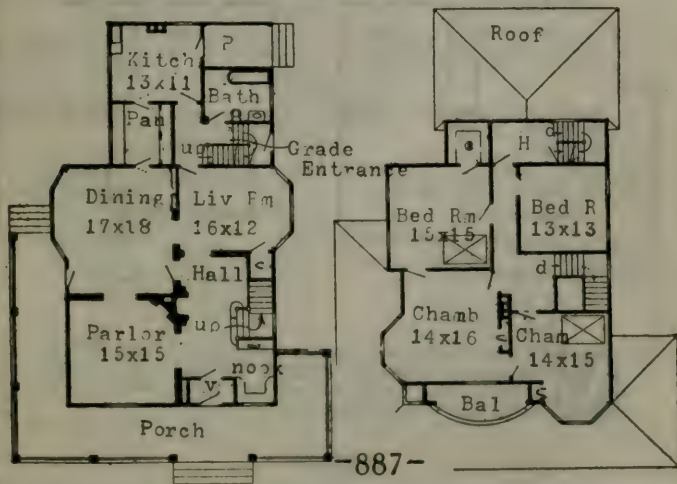 Kitch
13x11
P
Bath
Pan
up
Grade
Entrance
Dining
17x18
Liv Rm
16x12
c
Hall
up
Parlor
15x15
nook
v
Porch
Roof
H
d
Bed Rm
15x15
Bed R
13x13
d
Chamb
14x16
c
Cham
14x15
c
Bal
-887-